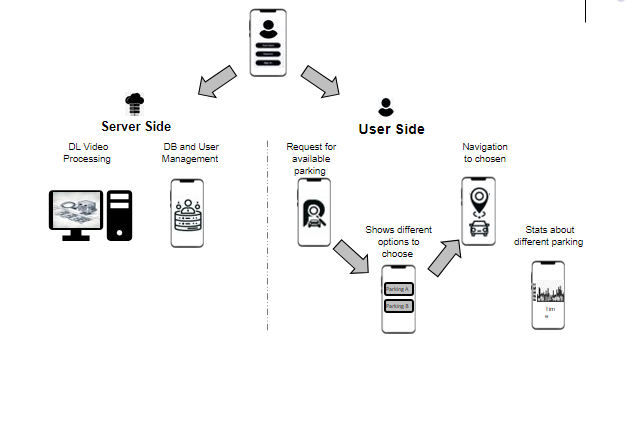 Server Side
User Side
DL Video
Processing
DB and User
Management
Request for
available
parking
Navigation
to chosen
Shows different
options to
choose
Stats about
different parking
Parking A
Parking B
Tim
e